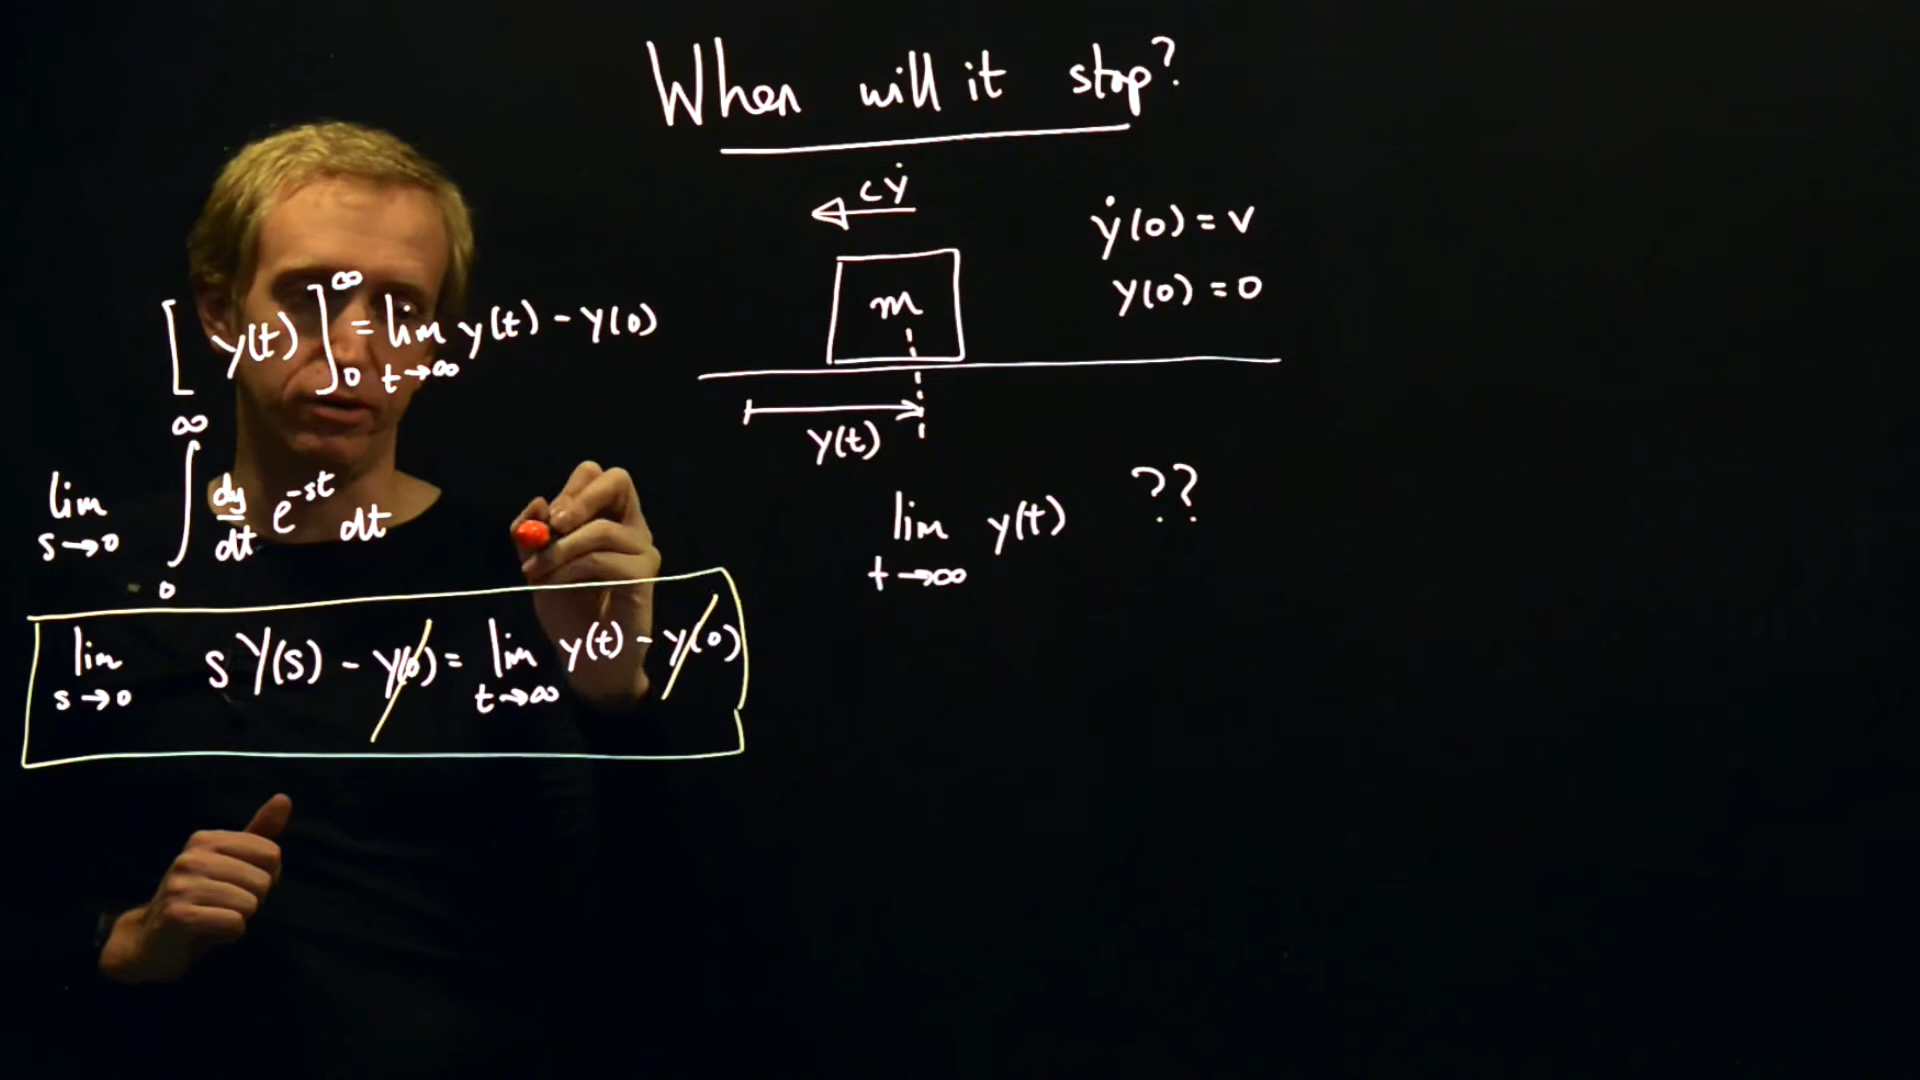 When will it stop?
cẏ
ẏ(0) = v
m
y(0) = 0
y(t)
lim y(t) ??
t→∞
[y(t)]₀^∞ = lim y(t) - y(0)
t→∞
lim ∫₀^∞ dy/dt e^-st dt
s→0
lim sY(s) - y(0) = lim y(t) - y(0)
s→0 t→∞